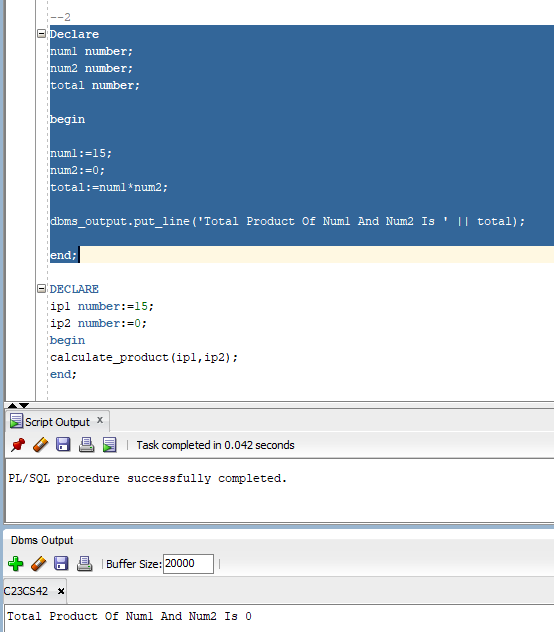 --2
Declare
num1 number;
num2 number;
total number;
begin
num1:=15;
num2:=0;
total:=num1*num2;
dbms_output.put_line('Total Product Of Num1 And Num2 Is ' || total);
end;
DECLARE
ip1 number:=15;
ip2 number:=0;
begin
calculate_product(ip1,ip2);
end;
Script Output x
Task completed in 0.042 seconds
PL/SQL procedure successfully completed.
Dbms Output
Buffer Size: 20000
C23CS42 x
Total Product Of Num1 And Num2 Is 0